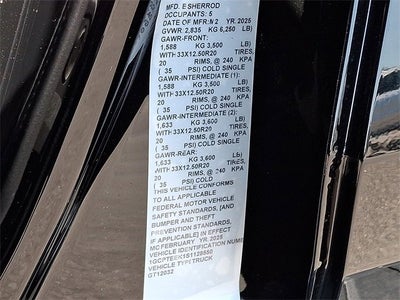 MFD. E SHERROD
OCCUPANTS: 5
DATE OF MFR:M2 YR.2025
GVWR: 2,835 KG 6,250 LB)
GAWR-FRONT:
1,588 KG 3,500 LB)
WITH 33X12.50R20 TIRES,
20 RIMS, @ 240 KPA
( 35 PSI) COLD SINGLE
GAWR-INTERMEDIATE (1):
1,588 KG 3,500 LB)
WITH 33X12.50R20 TIRES,
20 RIMS, @ 240 KPA
( 35 PSI) COLD SINGLE
GAWR-INTERMEDIATE (2):
1,633 KG 3,600 LB)
WITH 33X12.50R20 TIRES,
20 RIMS, @ 240 KPA
( 35 PSI) COLD SINGLE
GAWR-REAR:
1,633 KG 3,600 LB)
WITH 33X12.50R20 TIRES,
20 RIMS, @ 240 KPA
( 35 PSI) COLD
THIS VEHICLE CONFORMS
TO ALL APPLICABLE
FEDERAL MOTOR VEHICLE
SAFETY STANDARDS, [AND
BUMPER AND THEFT
PREVENTION STANDARDS,
IF APPLICABLE] IN EFFECT
MC FEBRUARY YR. 2025
VEHICLE IDENTIFICATION NUME
VEHICLE TYPE TRUCK
GT12032